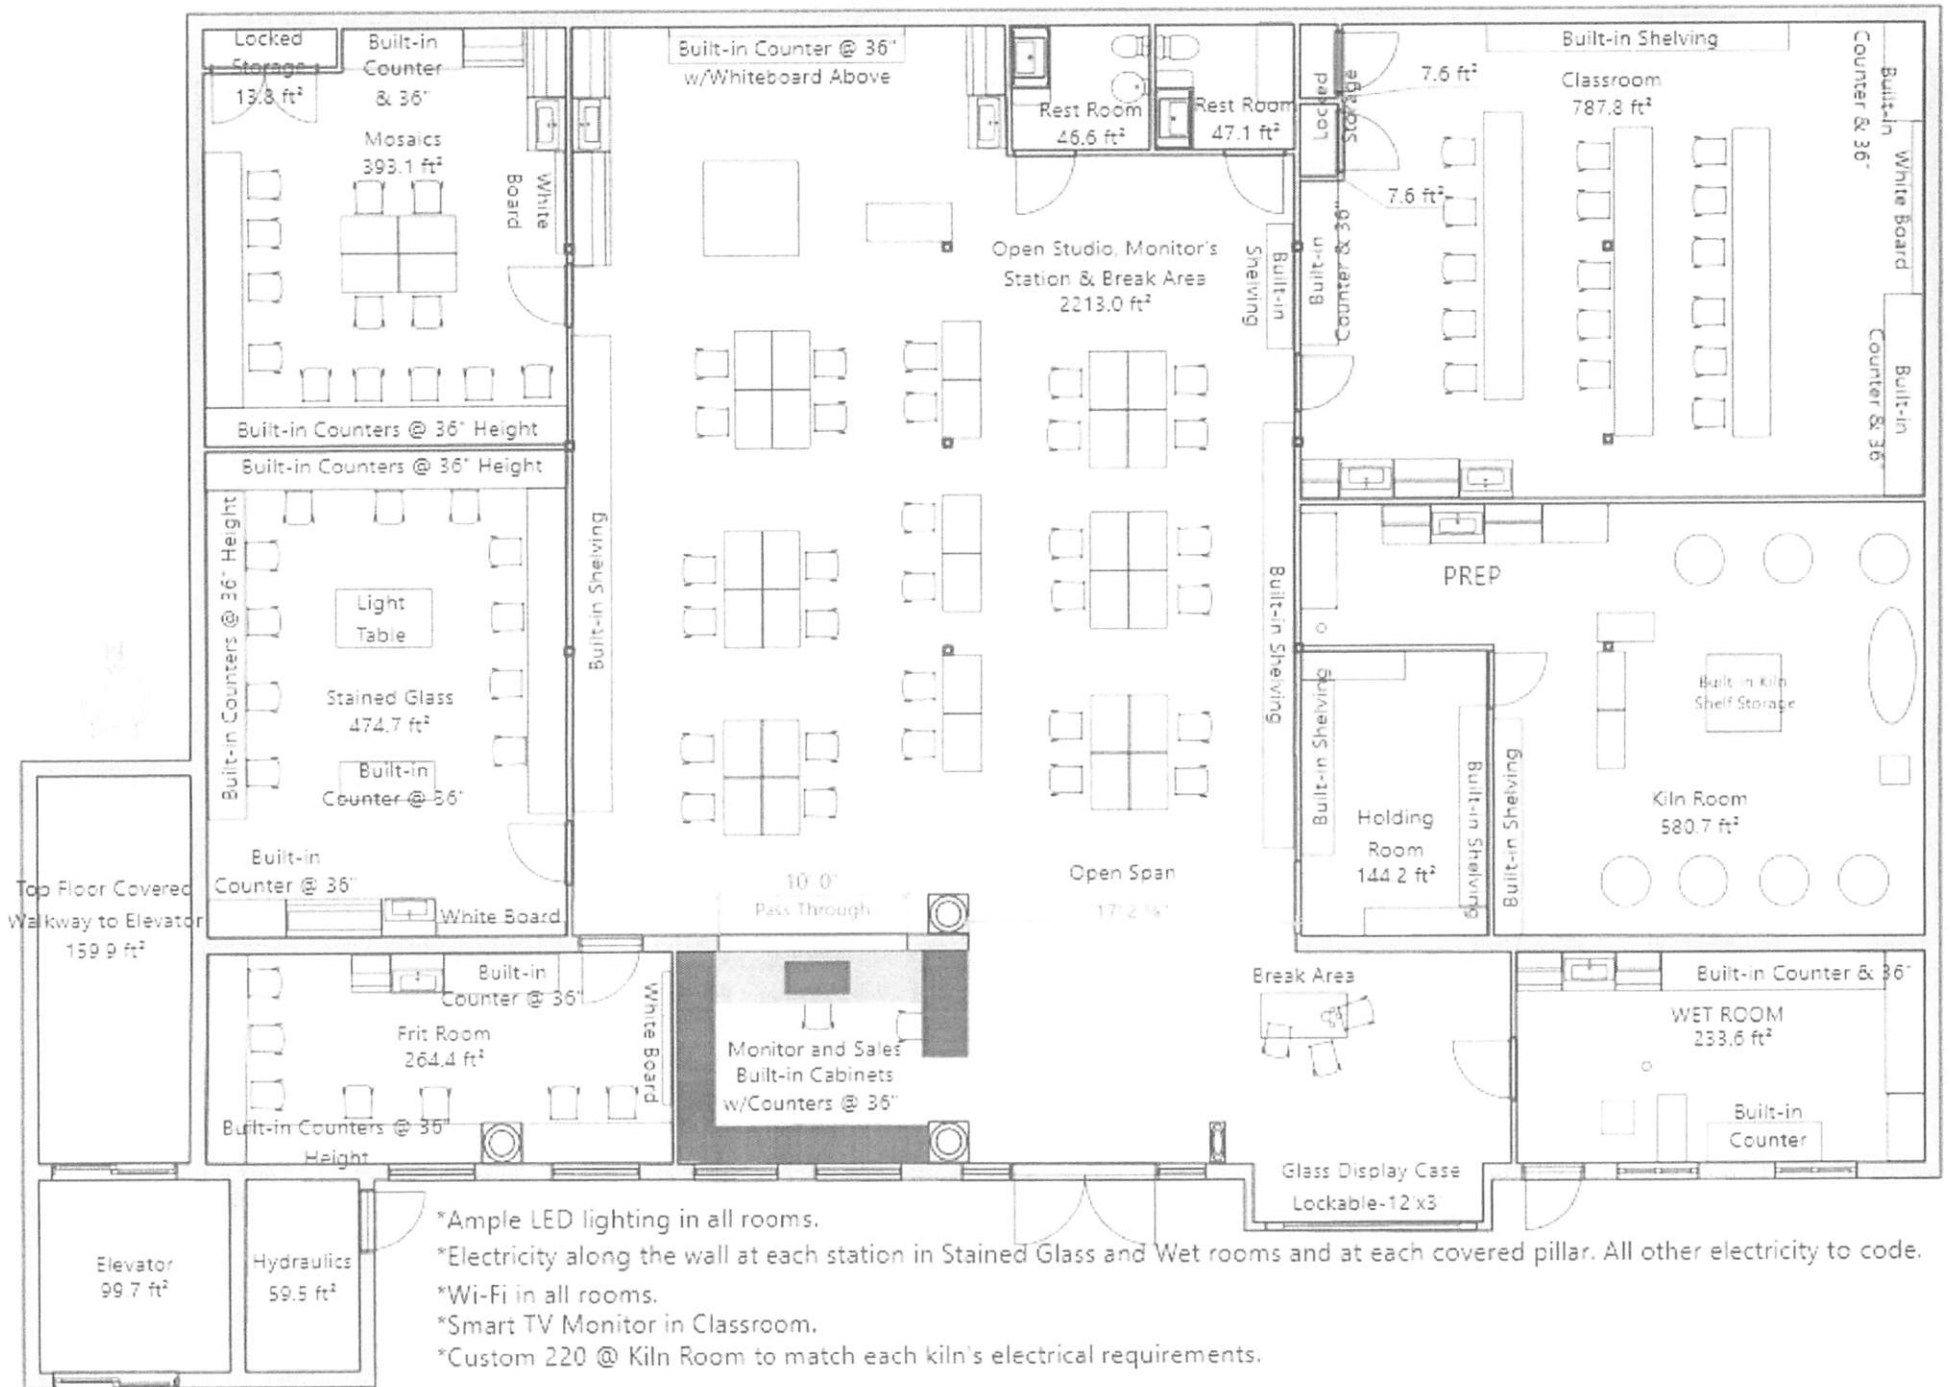 Locked
Storage
13.8 ft²
Built-in
Counter
& 36"
Mosaics
393.1 ft²
White
Board
Built-in Counters @ 36" Height
Built-in Counter @ 36"
w/Whiteboard Above
Rest Room
46.6 ft²
Rest Room
47.1 ft²
Locked
Storage
7.6 ft²
7.6 ft²
Built-in Shelving
Classroom
787.8 ft²
Built-in
Counter & 36"
White Board
Built-in
Counter & 36"
Built-in
Counter & 36"
Open Studio, Monitor's
Station & Break Area
2213.0 ft²
Built-in
Shelving
Built-in Counters @ 36" Height
Built-in Counters @ 36" Height
Light
Table
Stained Glass
474.7 ft²
Built-in
Counter @ 36"
Built-in
Counter @ 36"
White Board
Built-in Shelving
Built-in Shelving
PREP
Built-in Kiln
Shelf Storage
Kiln Room
580.7 ft²
Built-in Shelving
Built-in Shelving
Holding
Room
144.2 ft²
Built-in Shelving
10' 0"
Pass Through
Open Span
17' 2 ⅛"
Top Floor Covered
Walkway to Elevator
159.9 ft²
Built-in
Counter @ 36"
White Board
Frit Room
264.4 ft²
Built-in Counters @ 36"
Height
Monitor and Sales
Built-in Cabinets
w/Counters @ 36"
Break Area
Built-in Counter & 36"
WET ROOM
233.6 ft²
Built-in
Counter
Glass Display Case
Lockable-12'x3'
Elevator
99.7 ft²
Hydraulics
59.5 ft²
*Ample LED lighting in all rooms.
*Electricity along the wall at each station in Stained Glass and Wet rooms and at each covered pillar. All other electricity to code.
*Wi-Fi in all rooms.
*Smart TV Monitor in Classroom.
*Custom 220 @ Kiln Room to match each kiln's electrical requirements.